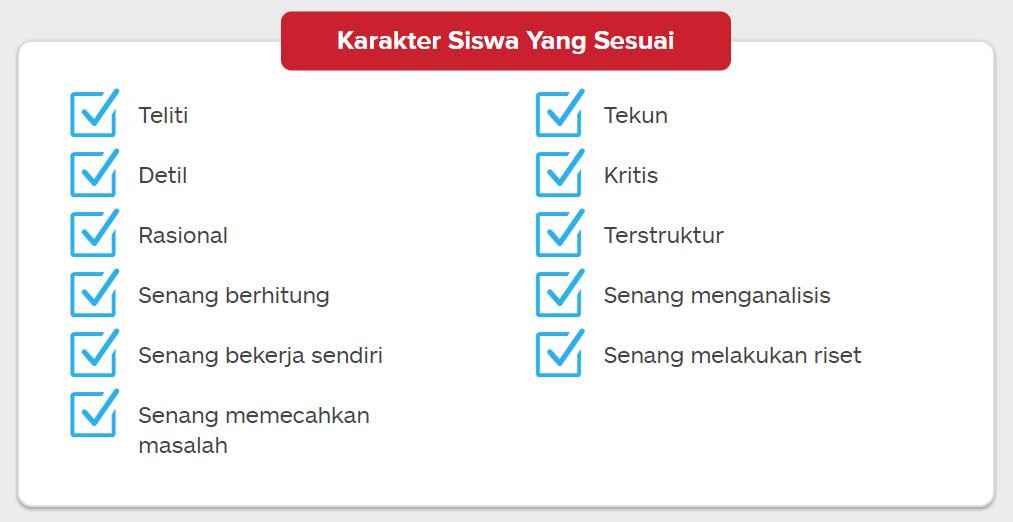 Karakter Siswa Yang Sesuai
Teliti
Detil
Rasional
Senang berhitung
Senang bekerja sendiri
Senang memecahkan
masalah
Tekun
Kritis
Terstruktur
Senang menganalisis
Senang melakukan riset